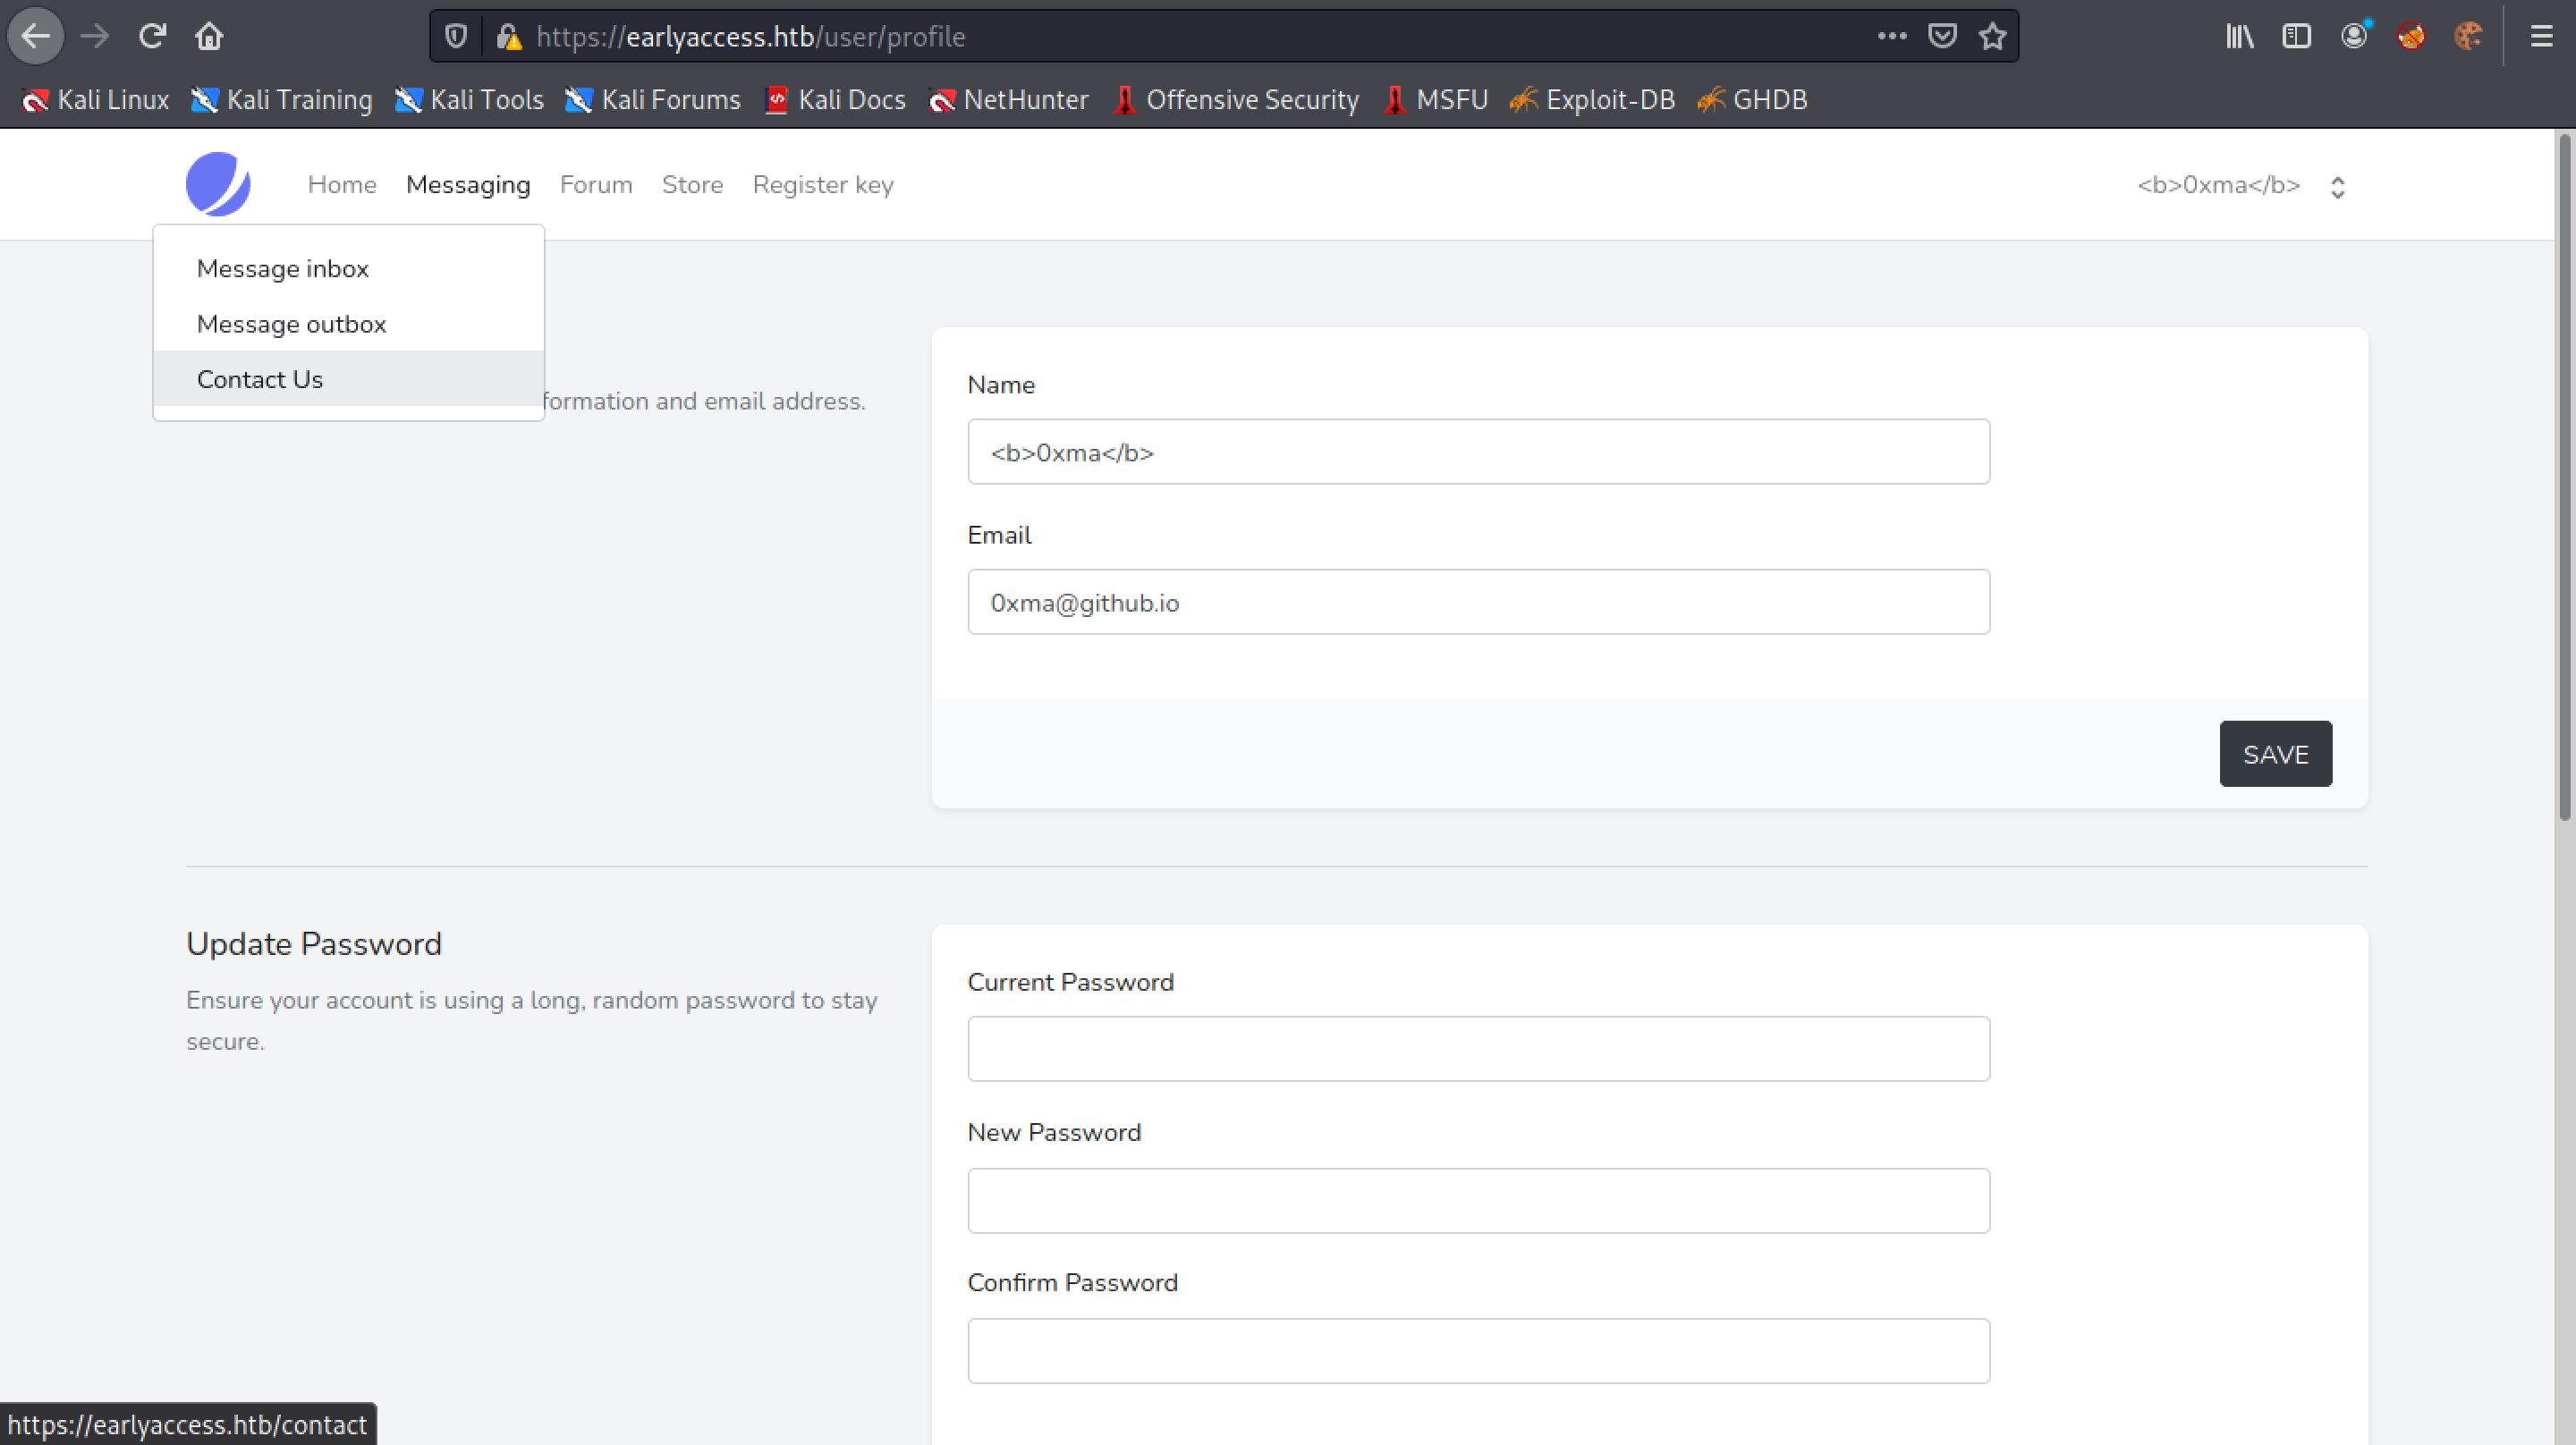 https://earlyaccess.htb/user/profile
Kali Linux Kali Training Kali Tools Kali Forums Kali Docs NetHunter Offensive Security MSFU Exploit-DB GHDB
Home Messaging Forum Store Register key <b>0xma</b>
Message inbox
Message outbox
Contact Us
formation and email address.
Name
<b>0xma</b>
Email
0xma@github.io
SAVE
Update Password
Ensure your account is using a long, random password to stay
secure.
Current Password
New Password
Confirm Password
https://earlyaccess.htb/contact